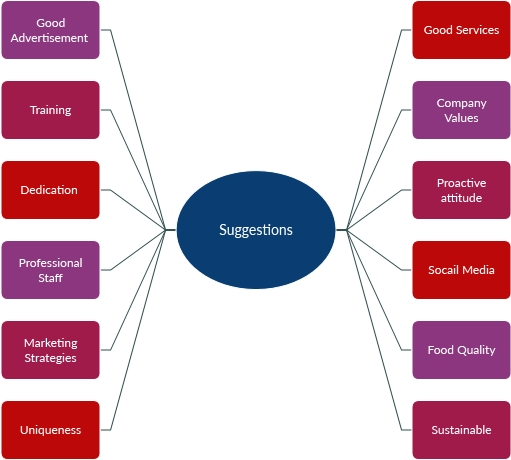 Good
Advertisement
Training
Dedication
Professional
Staff
Marketing
Strategies
Uniqueness
Suggestions
Good Services
Company
Values
Proactive
attitude
Socail Media
Food Quality
Sustainable